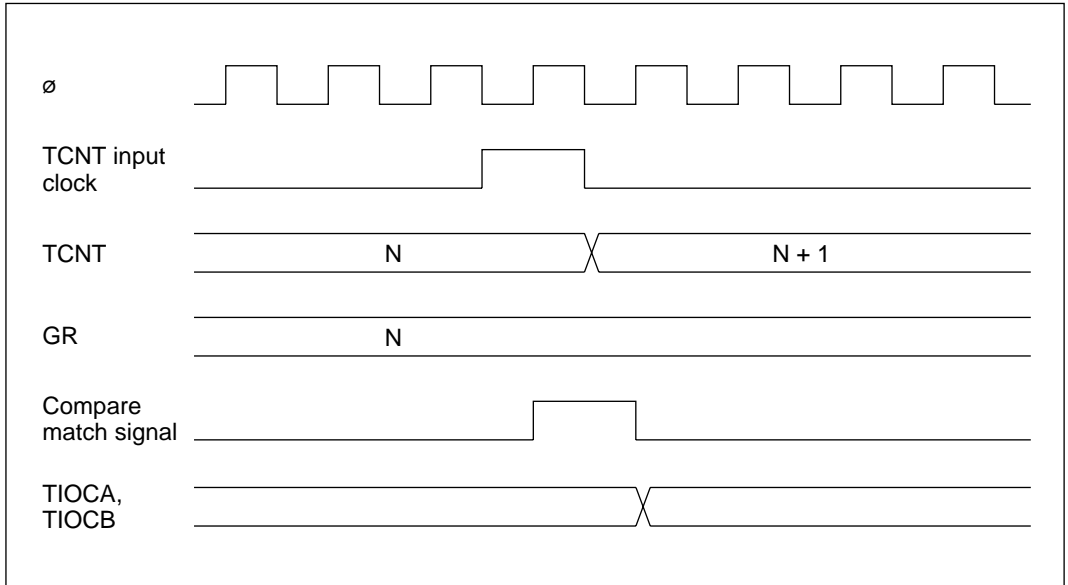 ø
TCNT input
clock
TCNT
N
N + 1
GR
N
Compare
match signal
TIOCA,
TIOCB